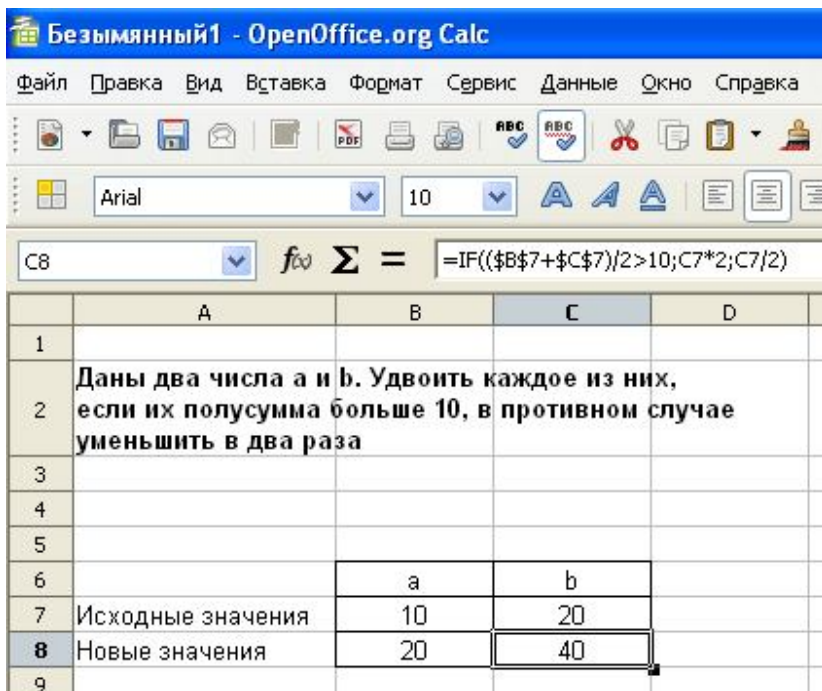 Безымянный1 - OpenOffice.org Calc
Файл Правка Вид Вставка Формат Сервис Данные Окно Справка
PDF ABC ABC
Arial 10
C8 f(x) Σ = =IF(($B$7+$C$7)/2>10;C7*2;C7/2)
A B C D
1
2 Даны два числа a и b. Удвоить каждое из них,
если их полусумма больше 10, в противном случае
уменьшить в два раза
3
4
5
6 a b
7 Исходные значения 10 20
8 Новые значения 20 40
9